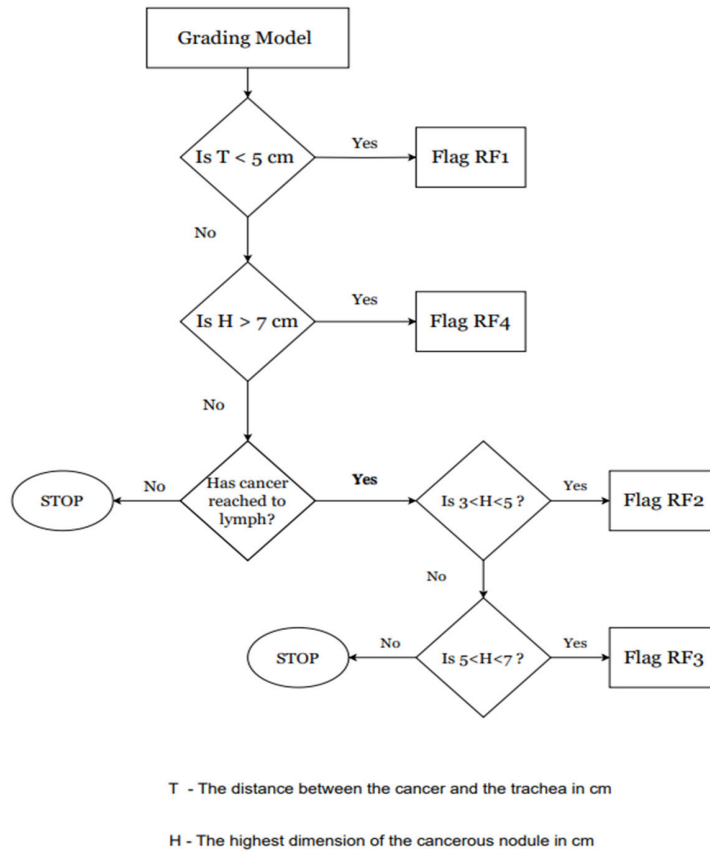 Grading Model
Is T < 5 cm
Yes
Flag RF1
No
Is H > 7 cm
Yes
Flag RF4
No
Has cancer
reached to
lymph?
No
STOP
Yes
Is 3<H<5 ?
Yes
Flag RF2
No
Is 5<H<7 ?
No
STOP
Yes
Flag RF3
T - The distance between the cancer and the trachea in cm
H - The highest dimension of the cancerous nodule in cm